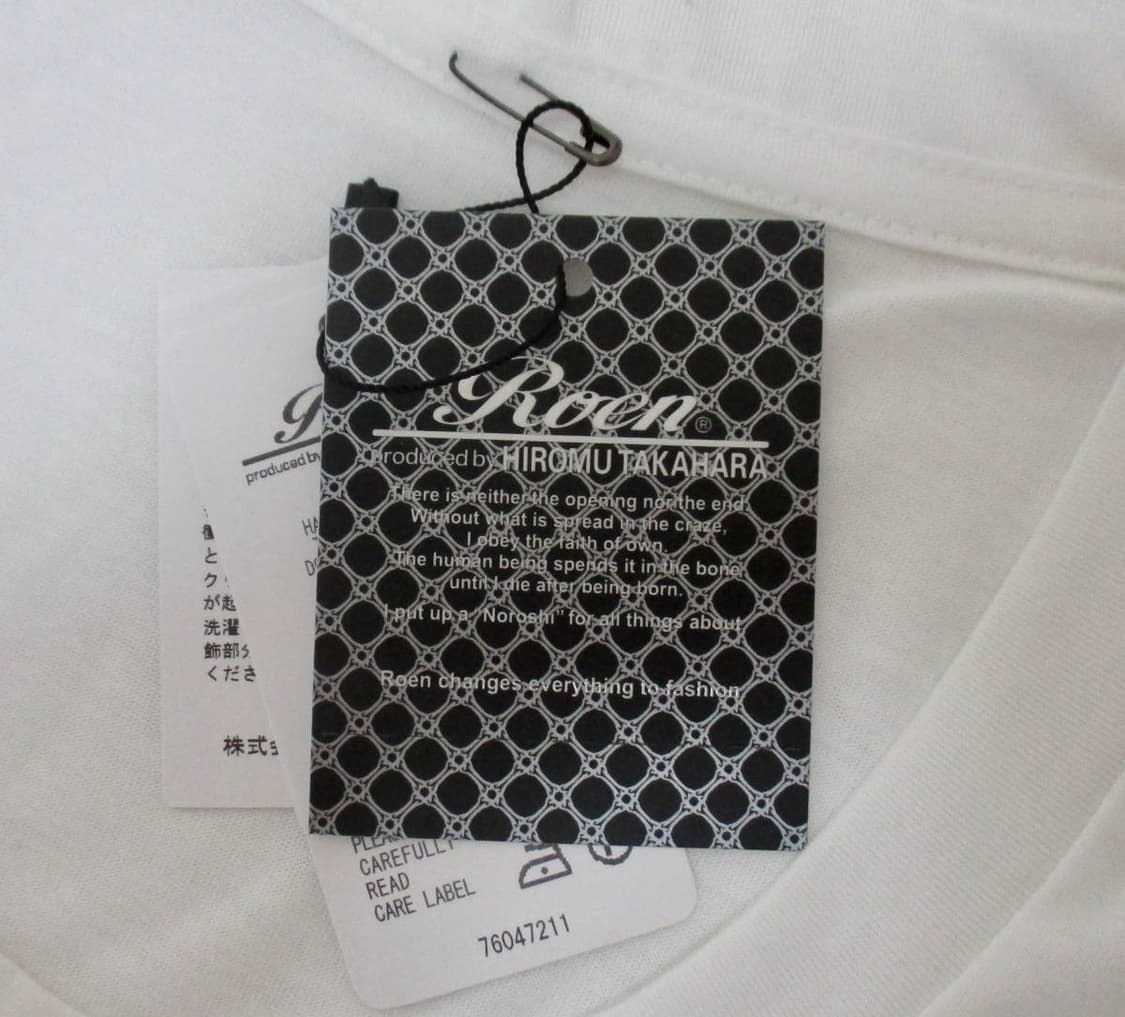 Roen®
produced by HIROMU TAKAHARA
There is neither the opening nor the end.
Without what is spread in the craze,
I obey the faith of own.
The human being spends it in the bone
until I die after being born.
I put up a "Noroshi" for all things about
Roen changes everything to fashion
produced by
HA
と
ク
が起
洗濯
飾部分
くださ
株式
CAREFULLY
READ
CARE LABEL
76047211